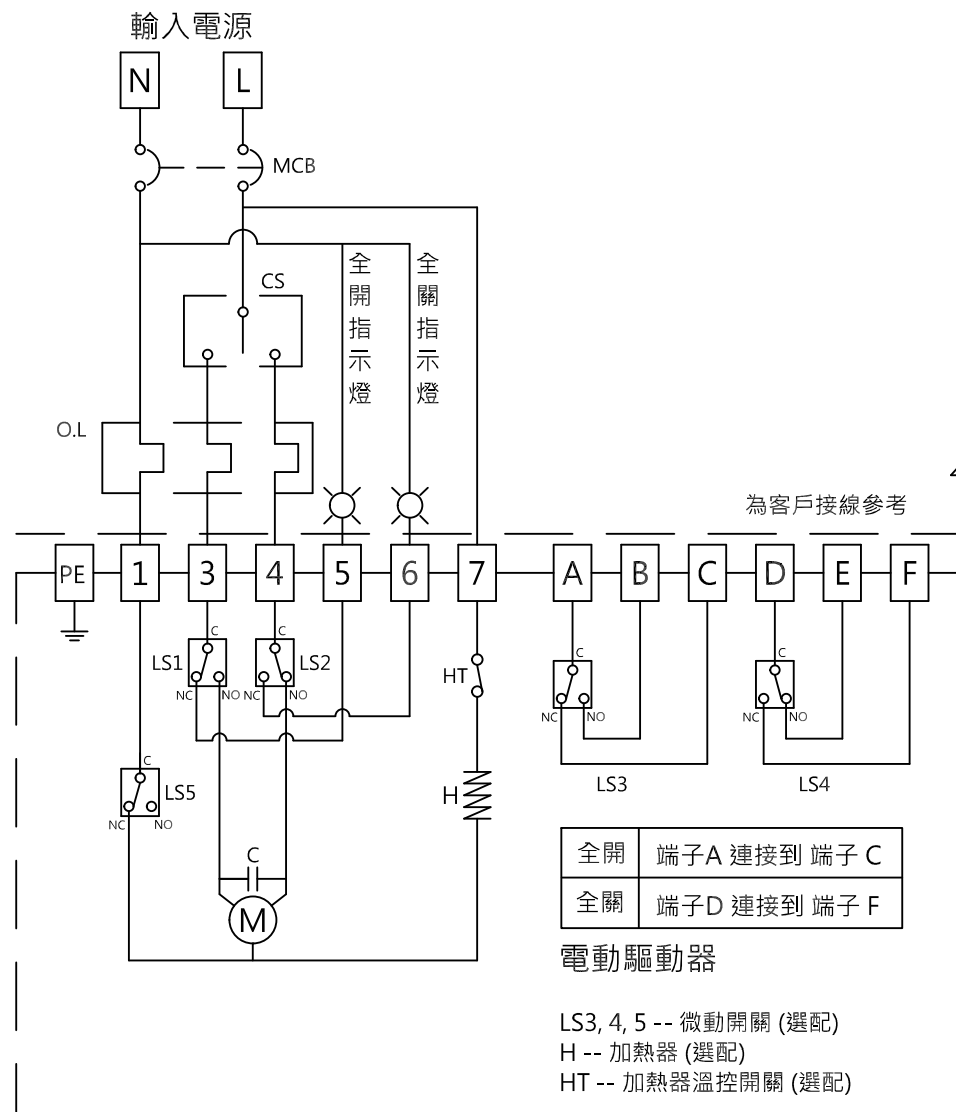 輸入電源
N L
MCB
CS
全開指示燈
全關指示燈
O.L
為客戶接線參考
PE 1 3 4 5 6 7 A B C D E F
C C
LS1 LS2
NC NO NC NO
HT
C C
NC NO NC NO
LS3 LS4
C
LS5
NC NO
H
C
M
全開 端子A 連接到 端子 C
全關 端子D 連接到 端子 F
電動驅動器
LS3, 4, 5 -- 微動開關 (選配)
H -- 加熱器 (選配)
HT -- 加熱器溫控開關 (選配)